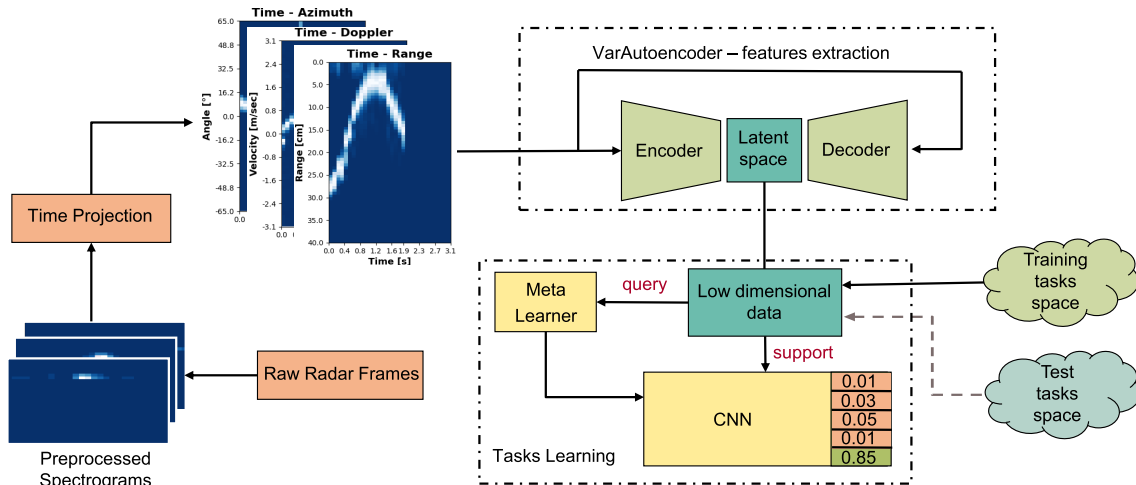 Time - Azimuth
65.0
48.8
32.5
16.2
0.0
-16.2
-32.5
-48.8
-65.0
Angle [°]
0.0
Time - Doppler
3.1
2.4
1.6
0.8
0.0
-0.8
-1.6
-2.4
-3.1
Velocity [m/sec]
0.0
Time - Range
0.0
5.0
10.0
15.0
20.0
25.0
30.0
35.0
40.0
Range [cm]
0.0 0.4 0.8 1.2 1.6 1.9 2.3 2.7 3.1
Time [s]
VarAutoencoder – features extraction
Encoder
Latent
space
Decoder
Time Projection
Raw Radar Frames
Preprocessed
Spectrograms
Meta
Learner
query
Low dimensional
data
support
CNN
0.01
0.03
0.05
0.01
0.85
Tasks Learning
Training
tasks
space
Test
tasks
space